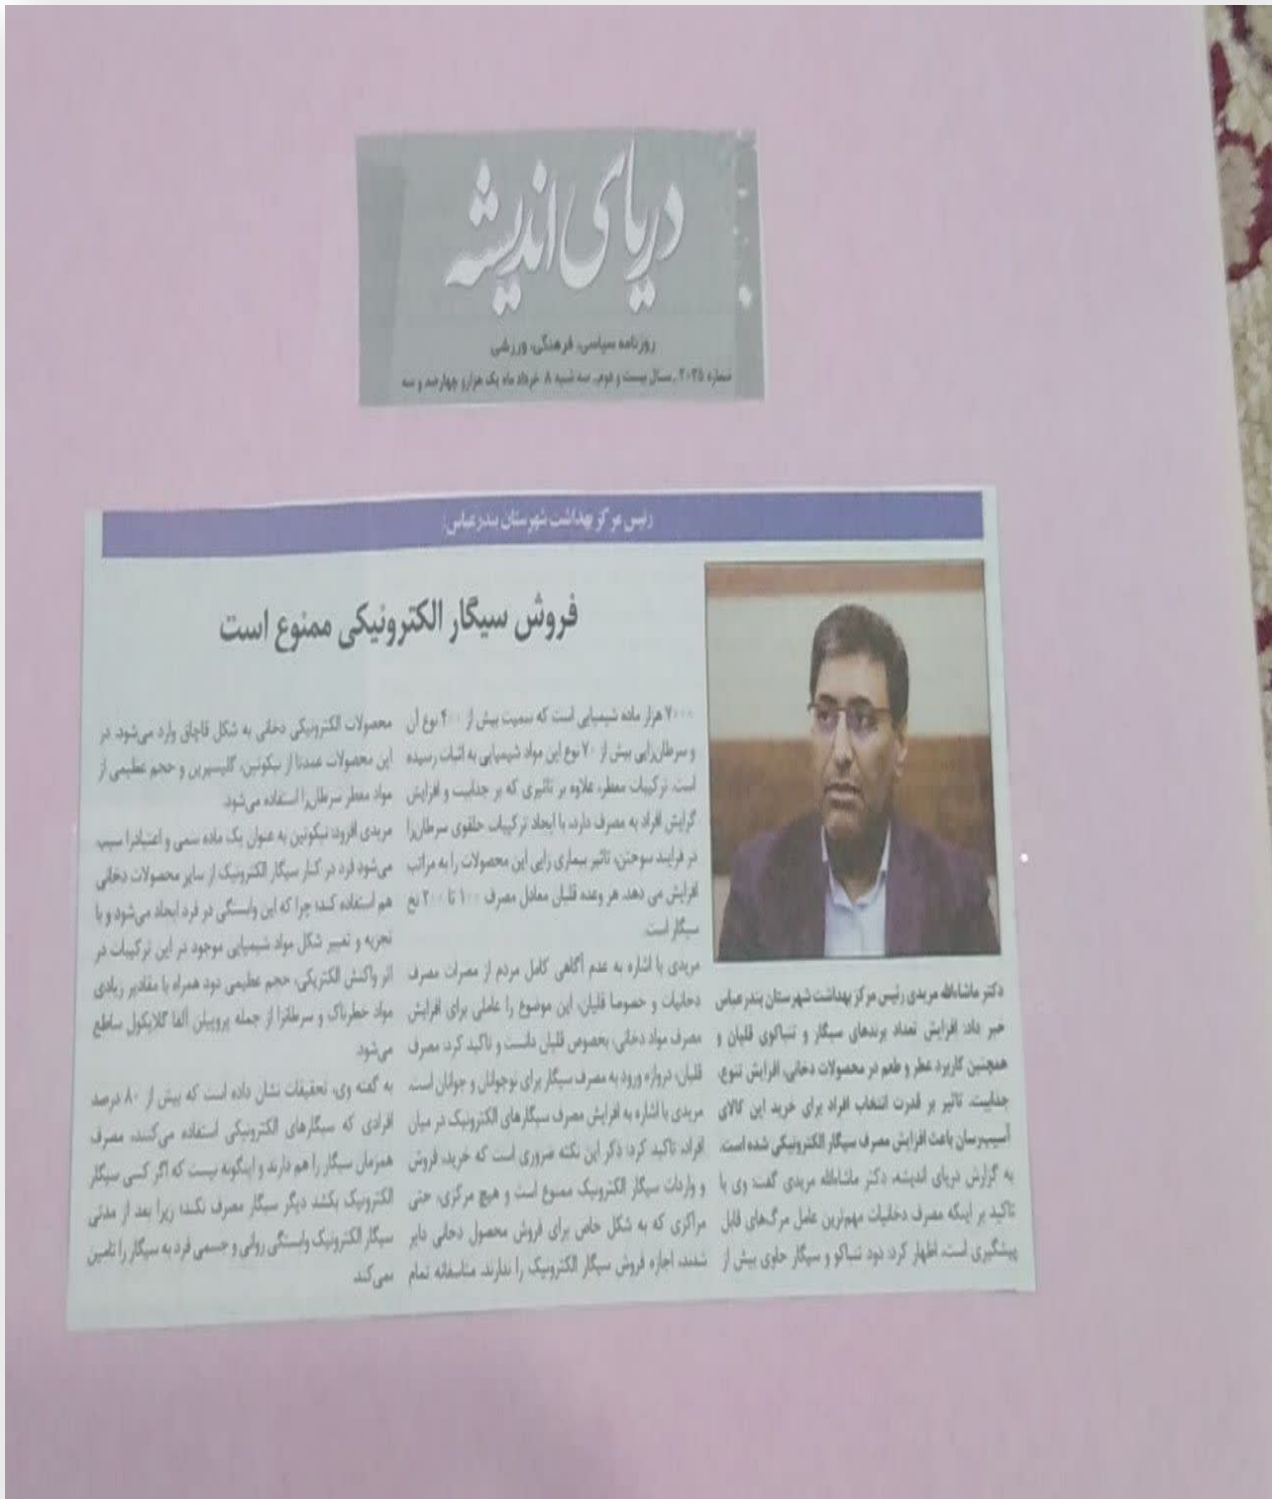 دریای اندیشه
روزنامه سیاسی، فرهنگی، ورزشی
شماره ۲۰۳۵، سال بیست و دوم، سه شنبه ۸ خرداد ماه یک هزارو چهارصد و سه
رئیس مرکز بهداشت شهرستان بندرعباس:
فروش سیگار الکترونیکی ممنوع است
دکتر ماشاءالله مریدی رئیس مرکز بهداشت شهرستان بندرعباس
خبر داد: افزایش تعداد برندهای سیگار و تنباکوی قلیان و
همچنین کاربرد عطر و طعم در محصولات دخانی، افزایش تنوع،
جذابیت، تاثیر بر قدرت انتخاب افراد برای خرید این کالای
آسیب‌رسان باعث افزایش مصرف سیگار الکترونیکی شده است.
به گزارش دریای اندیشه، دکتر ماشاءالله مریدی گفت: وی با
تاکید بر اینکه مصرف دخانیات مهم‌ترین عامل مرگ‌های قابل
پیشگیری است، اظهار کرد: دود تنباکو و سیگار حاوی بیش از
۷۰۰۰ هزار ماده شیمیایی است که سمیت بیش از ۴۰۰ نوع آن
و سرطان‌زایی بیش از ۷۰ نوع این مواد شیمیایی به اثبات رسیده
است. ترکیبات معطر، علاوه بر تاثیری که بر جذابیت و افزایش
گرایش افراد به مصرف دارد، با ایجاد ترکیبات حلقوی سرطان‌زا
در فرایند سوختن، تاثیر بیماری زایی این محصولات را به مراتب
افزایش می دهد. هر وعده قلیان معادل مصرف ۱۰۰ تا ۲۰۰ نخ
سیگار است.
مریدی با اشاره به عدم آگاهی کامل مردم از مضرات مصرف
دخانیات و خصوصا قلیان، این موضوع را عاملی برای افزایش
مصرف مواد دخانی، بخصوص قلیان دانست و تاکید کرد: مصرف
قلیان، دروازه ورود به مصرف سیگار برای نوجوانان و جوانان است.
مریدی با اشاره به افزایش مصرف سیگارهای الکترونیک در میان
افراد، تاکید کرد: ذکر این نکته ضروری است که خرید، فروش
و واردات سیگار الکترونیک ممنوع است و هیچ مرکزی، حتی
مراکزی که به شکل خاص برای فروش محصول دخانی دایر
شدند، اجازه فروش سیگار الکترونیک را ندارند. متاسفانه تمام
محصولات الکترونیکی دخانی به شکل قاچاق وارد می‌شود. در
این محصولات عمدتا از نیکوتین، گلیسیرین و حجم عظیمی از
مواد معطر سرطان‌زا استفاده می‌شود.
مریدی افزود: نیکوتین به عنوان یک ماده سمی و اعتیادزا سبب
می‌شود فرد در کنار سیگار الکترونیک از سایر محصولات دخانی
هم استفاده کند؛ چرا که این وابستگی در فرد ایجاد می‌شود و با
تجزیه و تغییر شکل مواد شیمیایی موجود در این ترکیبات در
اثر واکنش الکتریکی، حجم عظیمی دود همراه با مقادیر زیادی
مواد خطرناک و سرطانزا از جمله پروپیلن آلفا گلایکول ساطع
می‌شود.
به گفته وی، تحقیقات نشان داده است که بیش از ۸۰ درصد
افرادی که سیگارهای الکترونیکی استفاده می‌کنند، مصرف
همزمان سیگار را هم دارند و اینگونه نیست که اگر کسی سیگار
الکترونیک بکشد دیگر سیگار مصرف نکند؛ زیرا بعد از مدتی
سیگار الکترونیک وابستگی روانی و جسمی فرد به سیگار را تامین
نمی‌کند.